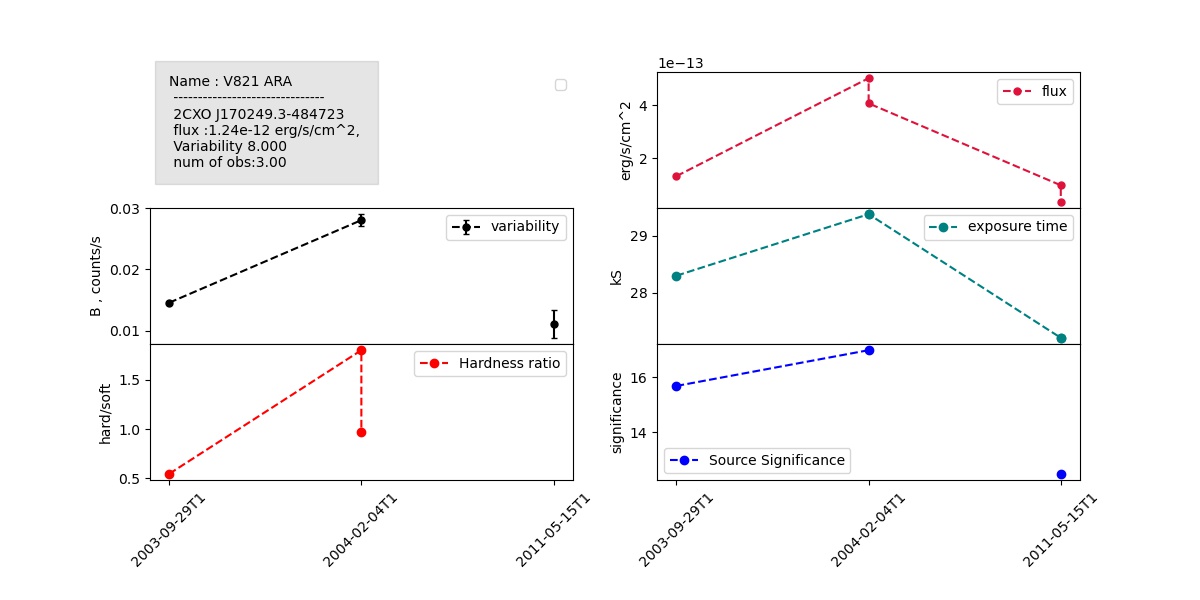 Name : V821 ARA
--------------------------------
2CXO J170249.3-484723
flux :1.24e-12 erg/s/cm^2,
Variability 8.000
num of obs:3.00
0.03
0.02
0.01
B , counts/s
variability
1.5
1.0
0.5
hard/soft
Hardness ratio
2003-09-29T1
2004-02-04T1
2011-05-15T1
1e−13
4
2
erg/s/cm^2
flux
29
28
kS
exposure time
16
14
significance
Source Significance
2003-09-29T1
2004-02-04T1
2011-05-15T1